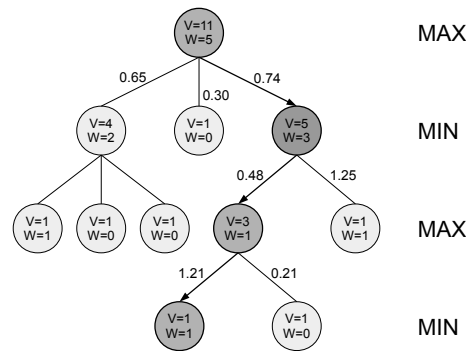 V=11
W=5
MAX
0.65
0.30
0.74
V=4
W=2
V=1
W=0
V=5
W=3
MIN
0.48
1.25
V=1
W=1
V=1
W=0
V=1
W=0
V=3
W=1
V=1
W=1
MAX
1.21
0.21
V=1
W=1
V=1
W=0
MIN